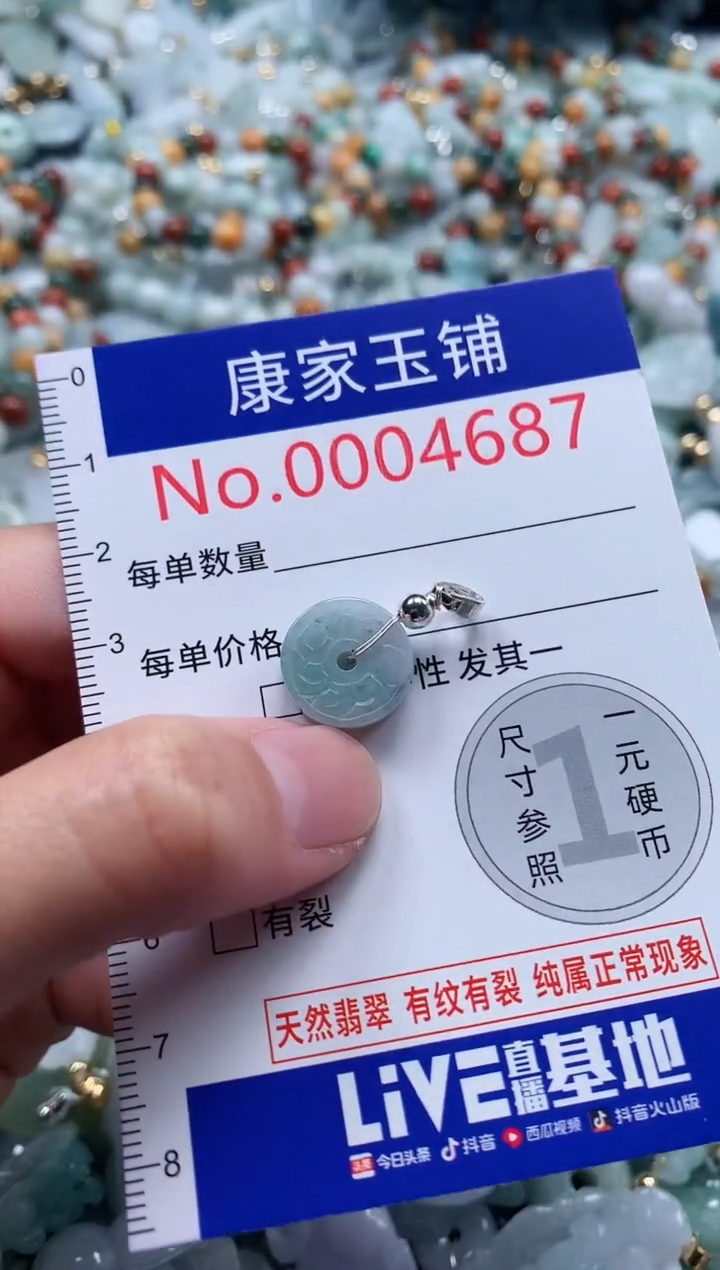 康家玉铺
No.0004687
0
1
2
3
6
7
8
每单数量
每单价格
性 发其一
尺寸参照
1
一元硬币
有裂
天然翡翠 有纹有裂 纯属正常现象
LiVE直播基地
头条 今日头条 抖音 西瓜视频 抖音火山版